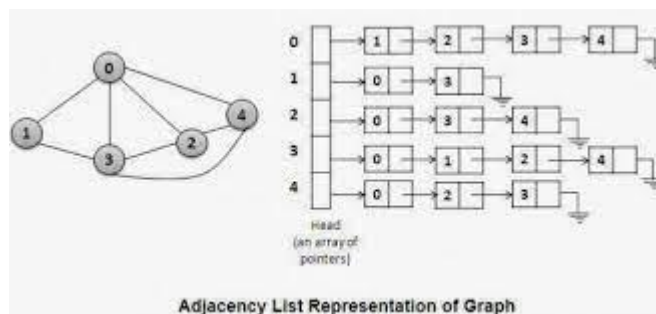 0
1
2
3
4
0 1 2 3 4
1 0 3
2 0 3 4
3 0 1 2 4
4 0 2 3
Head
(an array of
pointers)
Adjacency List Representation of Graph